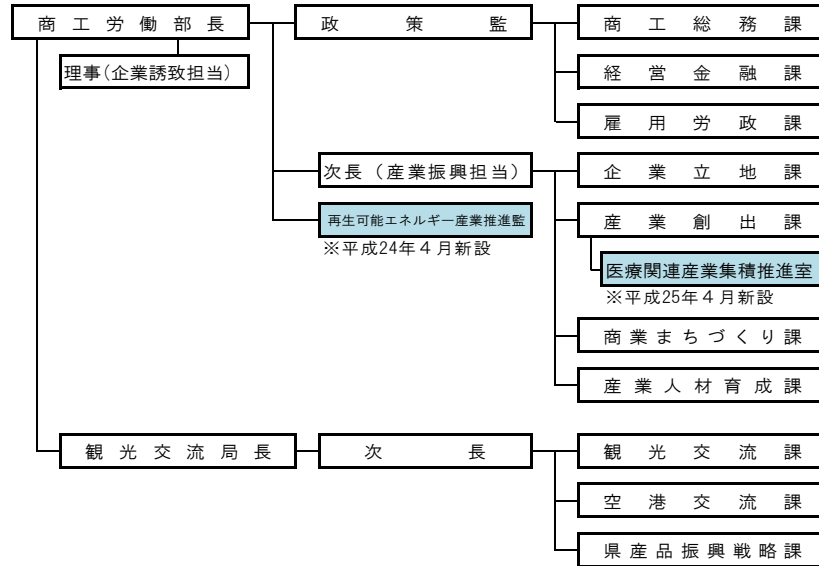 商工労働部長
政策監
商工総務課
理事(企業誘致担当)
経営金融課
雇用労政課
次長(産業振興担当)
企業立地課
再生可能エネルギー産業推進監
※平成24年4月新設
産業創出課
医療関連産業集積推進室
※平成25年4月新設
商業まちづくり課
産業人材育成課
観光交流局長
次長
観光交流課
空港交流課
県産品振興戦略課